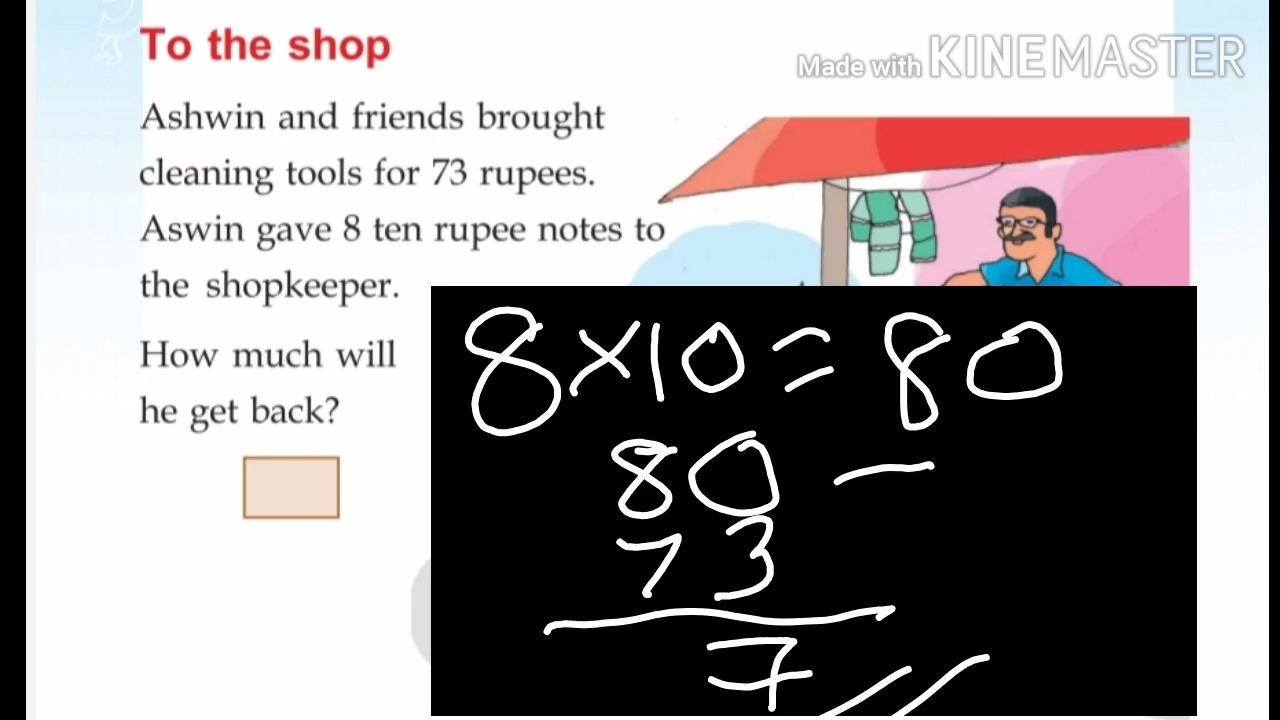 To the shop
Made with KINEMASTER
Ashwin and friends brought
cleaning tools for 73 rupees.
Aswin gave 8 ten rupee notes to
the shopkeeper.
How much will
he get back?
8×10=80
80 -
73
7